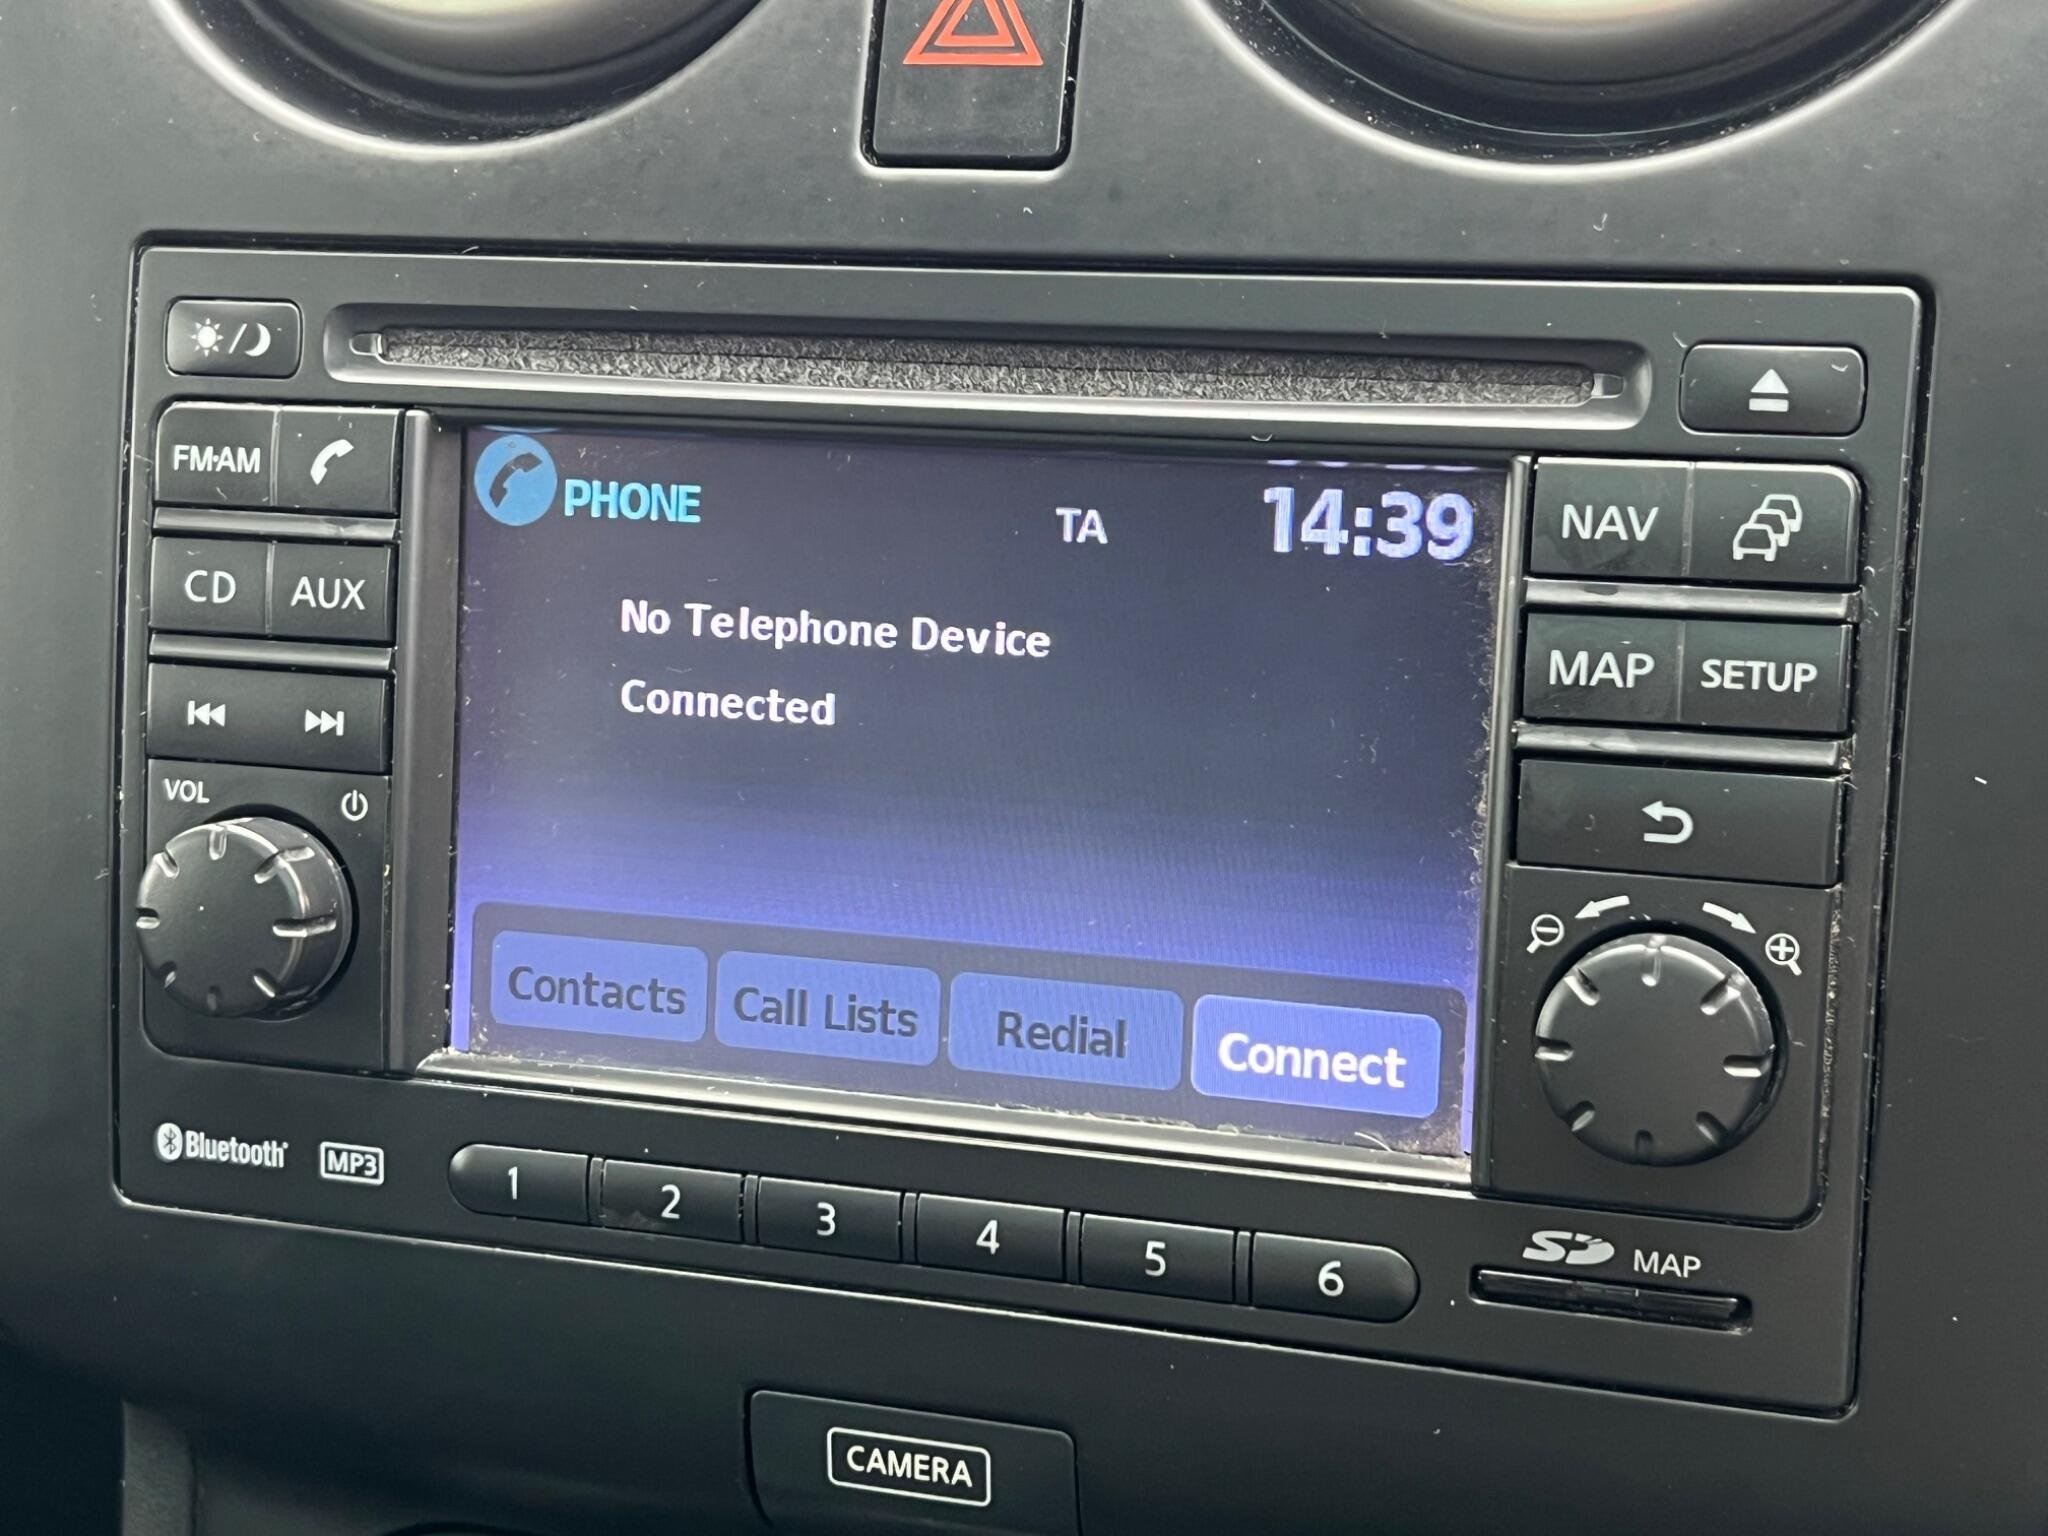 FM·AM
CD
AUX
VOL
PHONE
TA
14:39
No Telephone Device
Connected
Contacts
Call Lists
Redial
Connect
NAV
MAP
SETUP
Bluetooth
MP3
1
2
3
4
5
6
SD MAP
CAMERA